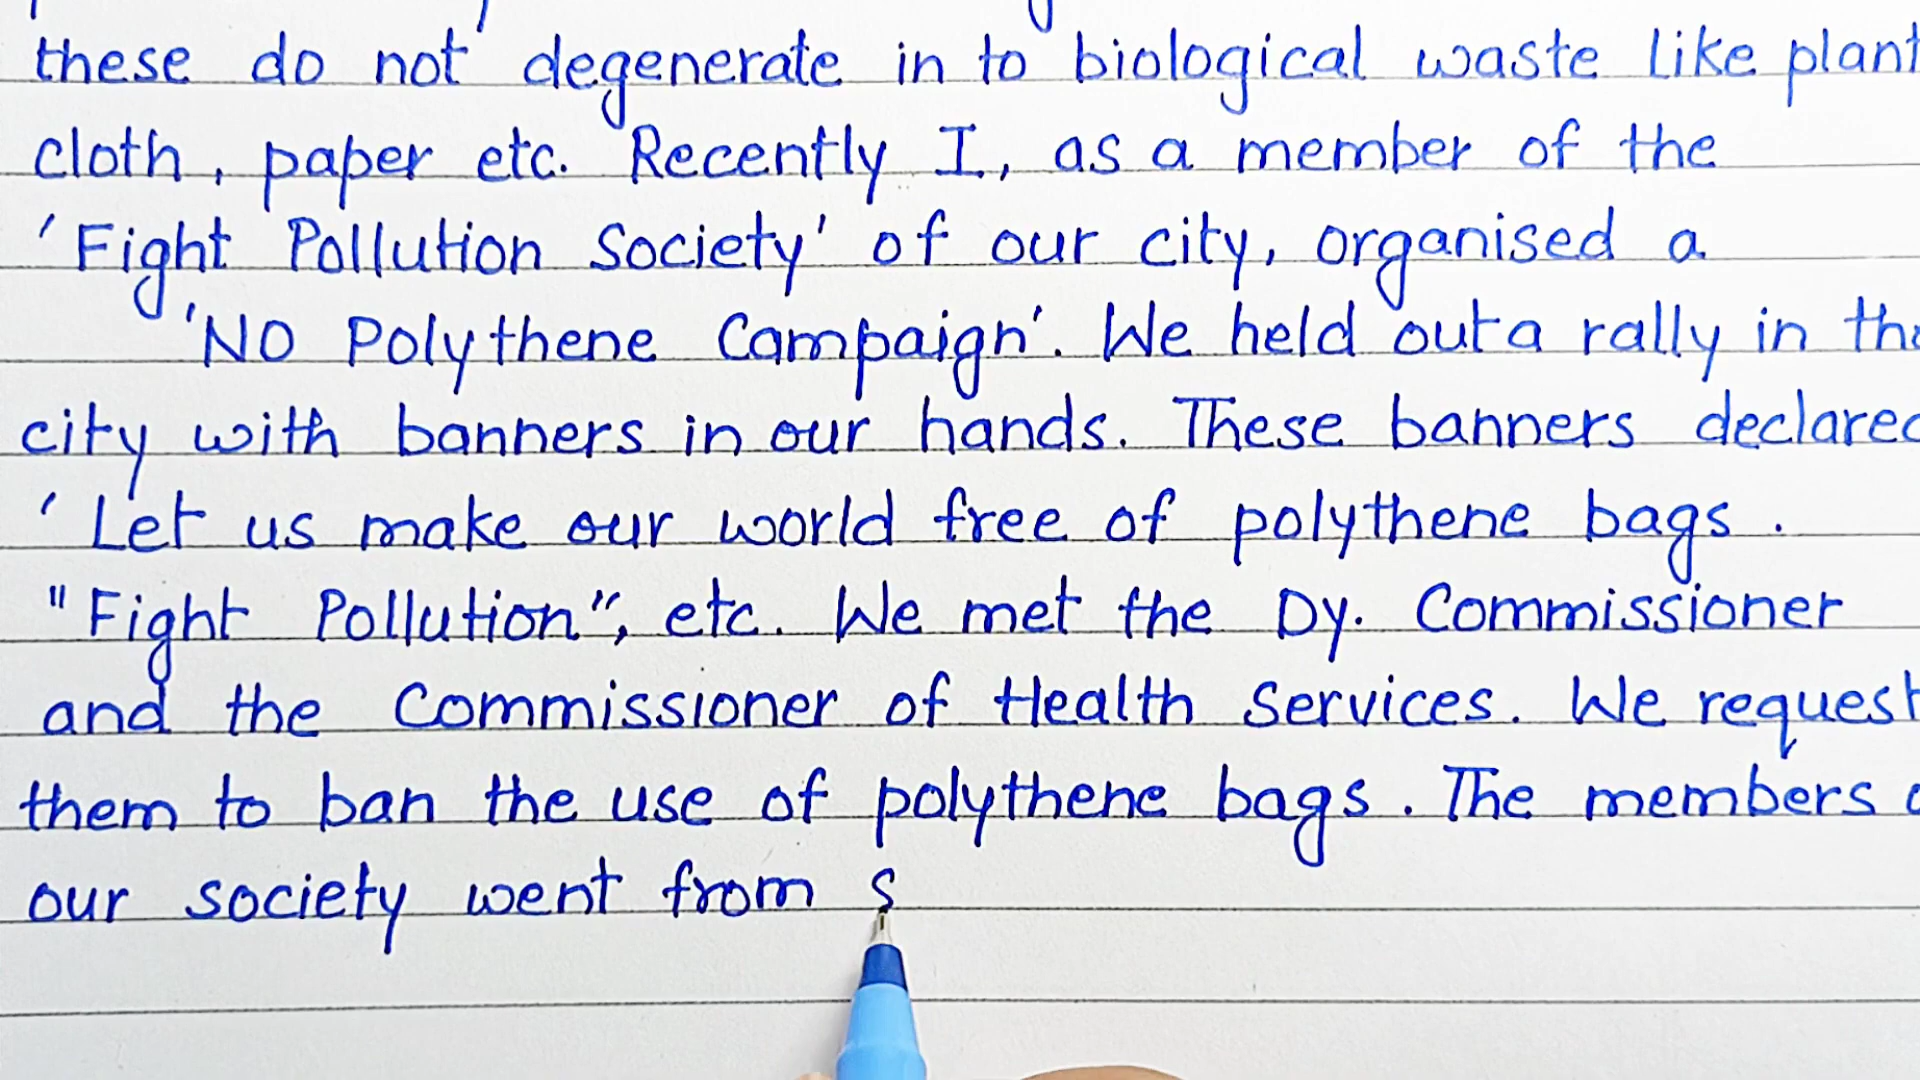 these do not degenerate in to biological waste like plant
cloth, paper etc. Recently I, as a member of the
'Fight Pollution Society' of our city, organised a
'NO Polythene Campaign'. We held out a rally in the
city with banners in our hands. These banners declared
'Let us make our world free of polythene bags.
"Fight Pollution", etc. We met the Dy. Commissioner
and the Commissioner of Health Services. We request
them to ban the use of polythene bags. The members
our society went from s